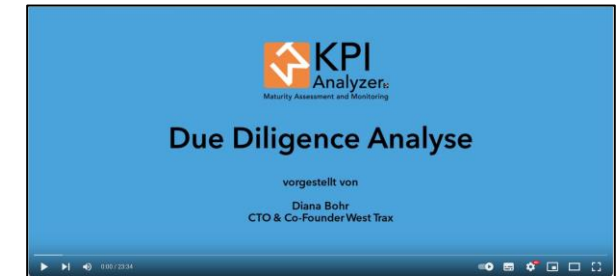 KPI
Analyzer
Maturity Assessment and Monitoring
Due Diligence Analyse
vorgestellt von
Diana Bohr
CTO & Co-Founder West Trax
0:00 / 23:34